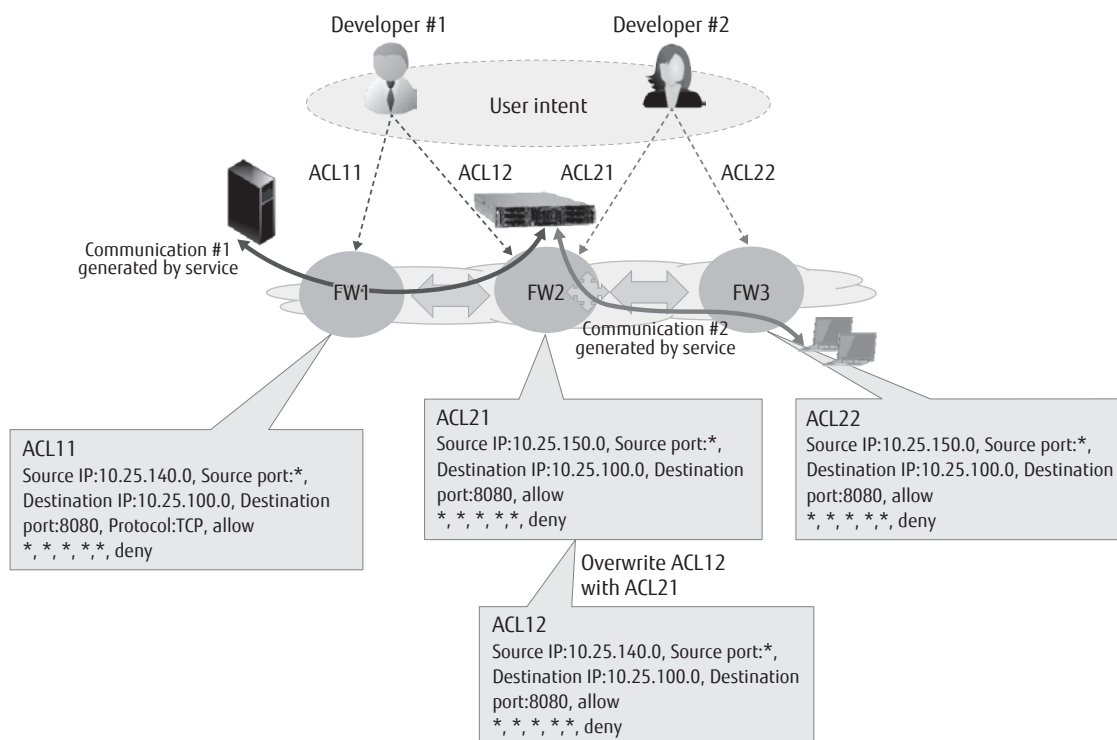 Developer #1
Developer #2
User intent
ACL11
ACL12
ACL21
ACL22
Communication #1
generated by service
FW1
FW2
FW3
Communication #2
generated by service
ACL11
Source IP:10.25.140.0, Source port:*,
Destination IP:10.25.100.0, Destination
port:8080, Protocol:TCP, allow
*, *, *, *,*, deny
ACL21
Source IP:10.25.150.0, Source port:*,
Destination IP:10.25.100.0, Destination
port:8080, allow
*, *, *, *,*, deny
ACL22
Source IP:10.25.150.0, Source port:*,
Destination IP:10.25.100.0, Destination
port:8080, allow
*, *, *, *,*, deny
Overwrite ACL12
with ACL21
ACL12
Source IP:10.25.140.0, Source port:*,
Destination IP:10.25.100.0, Destination
port:8080, allow
*, *, *, *,*, deny